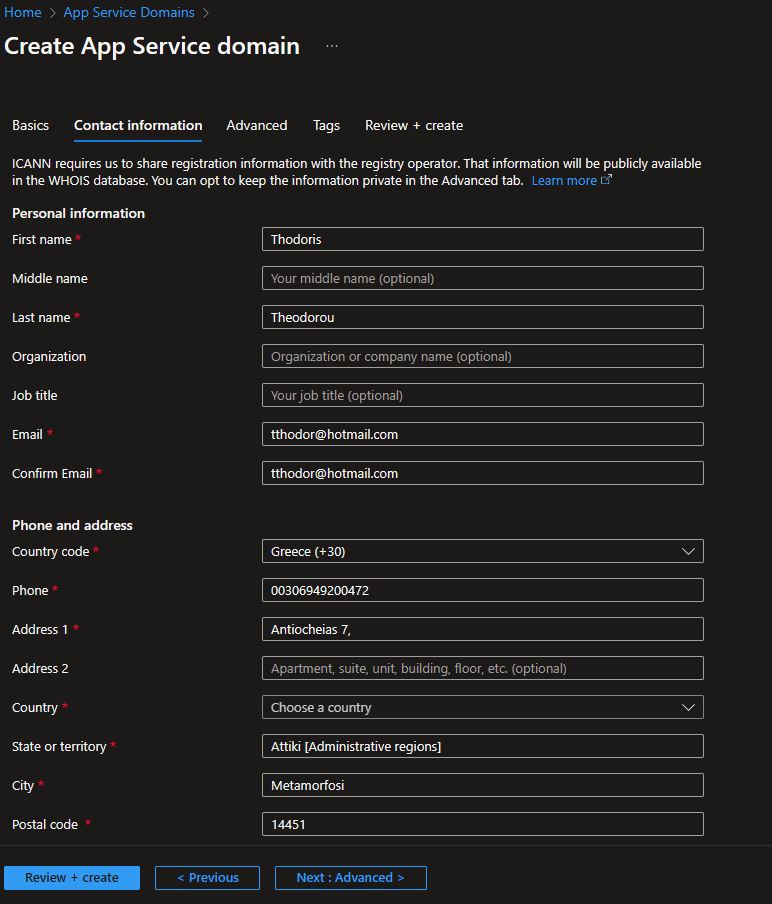 Home > App Service Domains >
Create App Service domain ...
Basics Contact information Advanced Tags Review + create
ICANN requires us to share registration information with the registry operator. That information will be publicly available
in the WHOIS database. You can opt to keep the information private in the Advanced tab. Learn more
Personal information
First name * Thodoris
Middle name Your middle name (optional)
Last name * Theodorou
Organization Organization or company name (optional)
Job title Your job title (optional)
Email * tthodor@hotmail.com
Confirm Email * tthodor@hotmail.com
Phone and address
Country code * Greece (+30)
Phone * 00306949200472
Address 1 * Antiocheias 7,
Address 2 Apartment, suite, unit, building, floor, etc. (optional)
Country * Choose a country
State or territory * Attiki [Administrative regions]
City * Metamorfosi
Postal code * 14451
Review + create < Previous Next : Advanced >